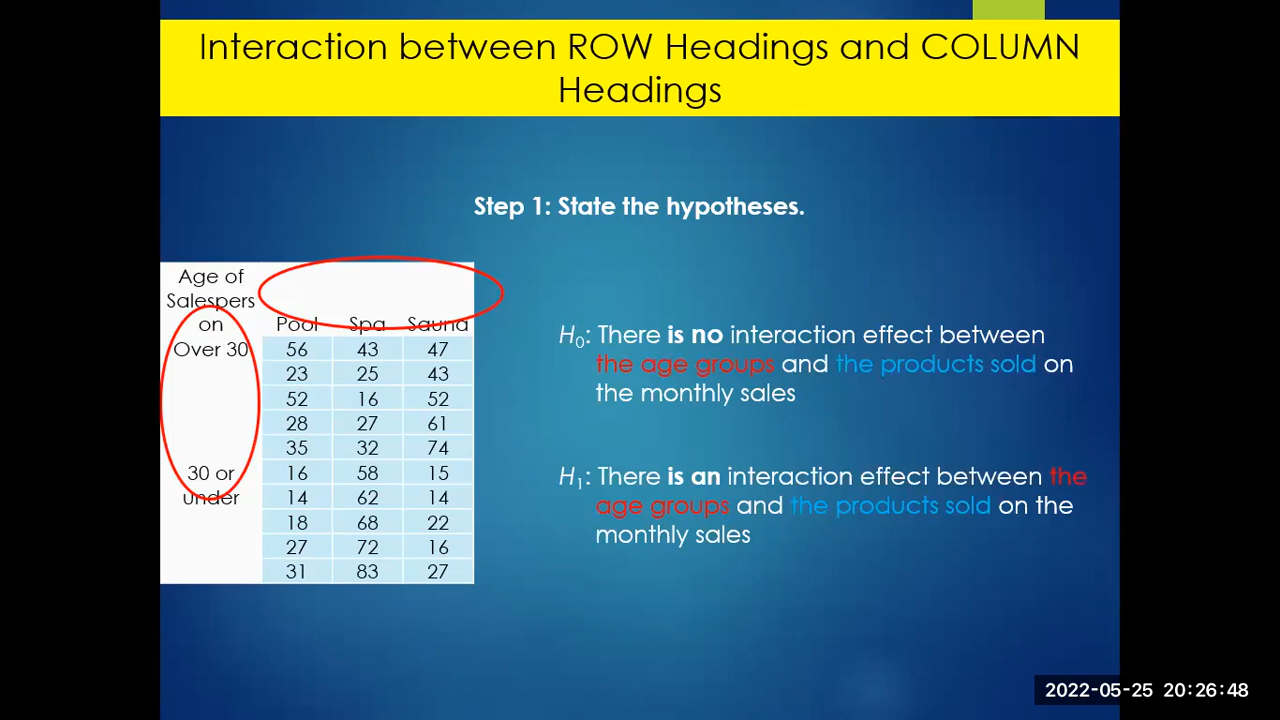 Interaction between ROW Headings and COLUMN
Headings
Step 1: State the hypotheses.
Age of
Salespers
on Pool Spa Sauna
Over 30 56 43 47
23 25 43
52 16 52
28 27 61
35 32 74
30 or 16 58 15
under 14 62 14
18 68 22
27 72 16
31 83 27
H0: There is no interaction effect between
the age groups and the products sold on
the monthly sales
H1: There is an interaction effect between the
age groups and the products sold on the
monthly sales
2022-05-25 20:26:48